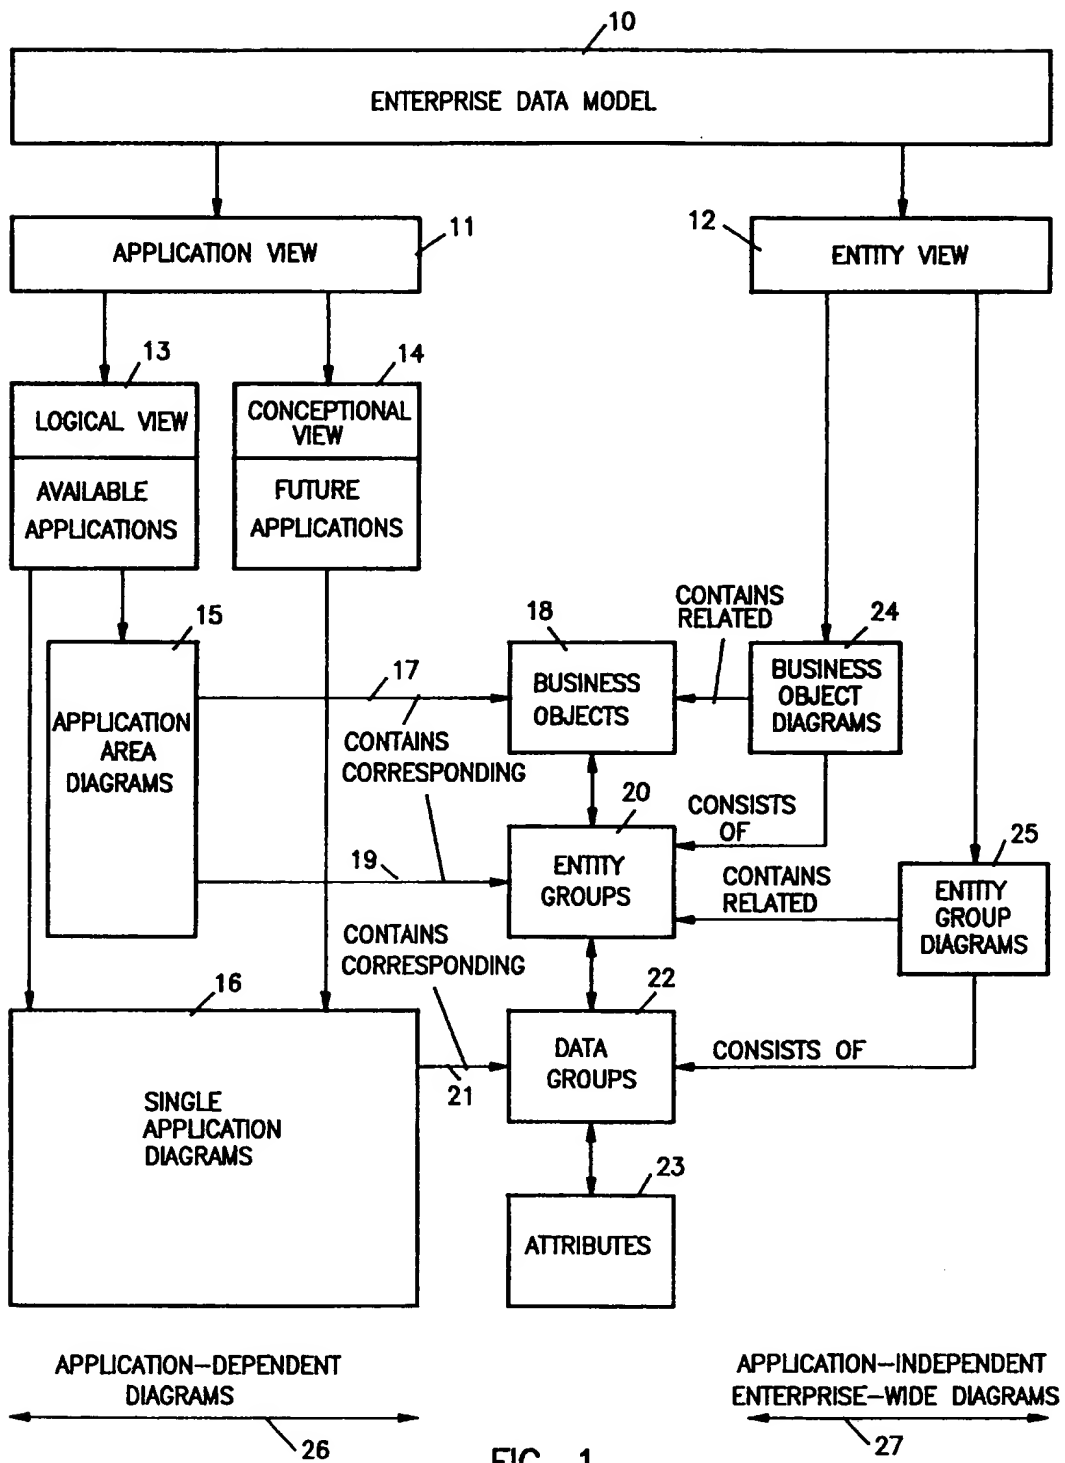 10
ENTERPRISE DATA MODEL
11
12
APPLICATION VIEW
ENTITY VIEW
13
14
LOGICAL VIEW
CONCEPTIONAL
VIEW
AVAILABLE
APPLICATIONS
FUTURE
APPLICATIONS
15
18
CONTAINS
RELATED
24
17
BUSINESS
OBJECTS
BUSINESS
OBJECT
DIAGRAMS
APPLICATION
AREA
DIAGRAMS
CONTAINS
CORRESPONDING
20
CONSISTS
OF
19
ENTITY
GROUPS
CONTAINS
RELATED
25
ENTITY
GROUP
DIAGRAMS
CONTAINS
CORRESPONDING
16
22
DATA
GROUPS
CONSISTS OF
21
SINGLE
APPLICATION
DIAGRAMS
23
ATTRIBUTES
APPLICATION-DEPENDENT
DIAGRAMS
APPLICATION-INDEPENDENT
ENTERPRISE-WIDE DIAGRAMS
26
27
FIG. 1